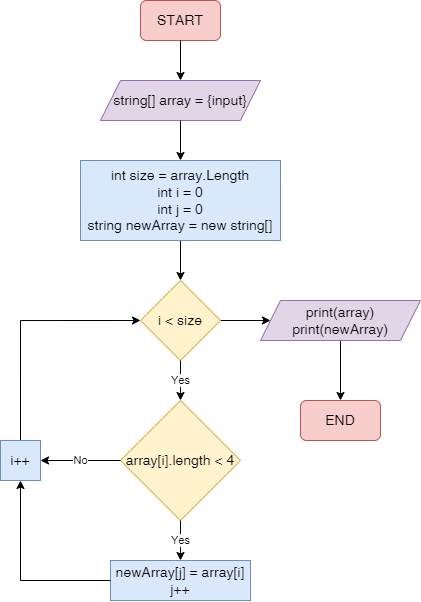 START
string[] array = {input}
int size = array.Length
int i = 0
int j = 0
string newArray = new string[]
i < size
print(array)
print(newArray)
Yes
END
array[i].length < 4
No
i++
Yes
newArray[j] = array[i]
j++